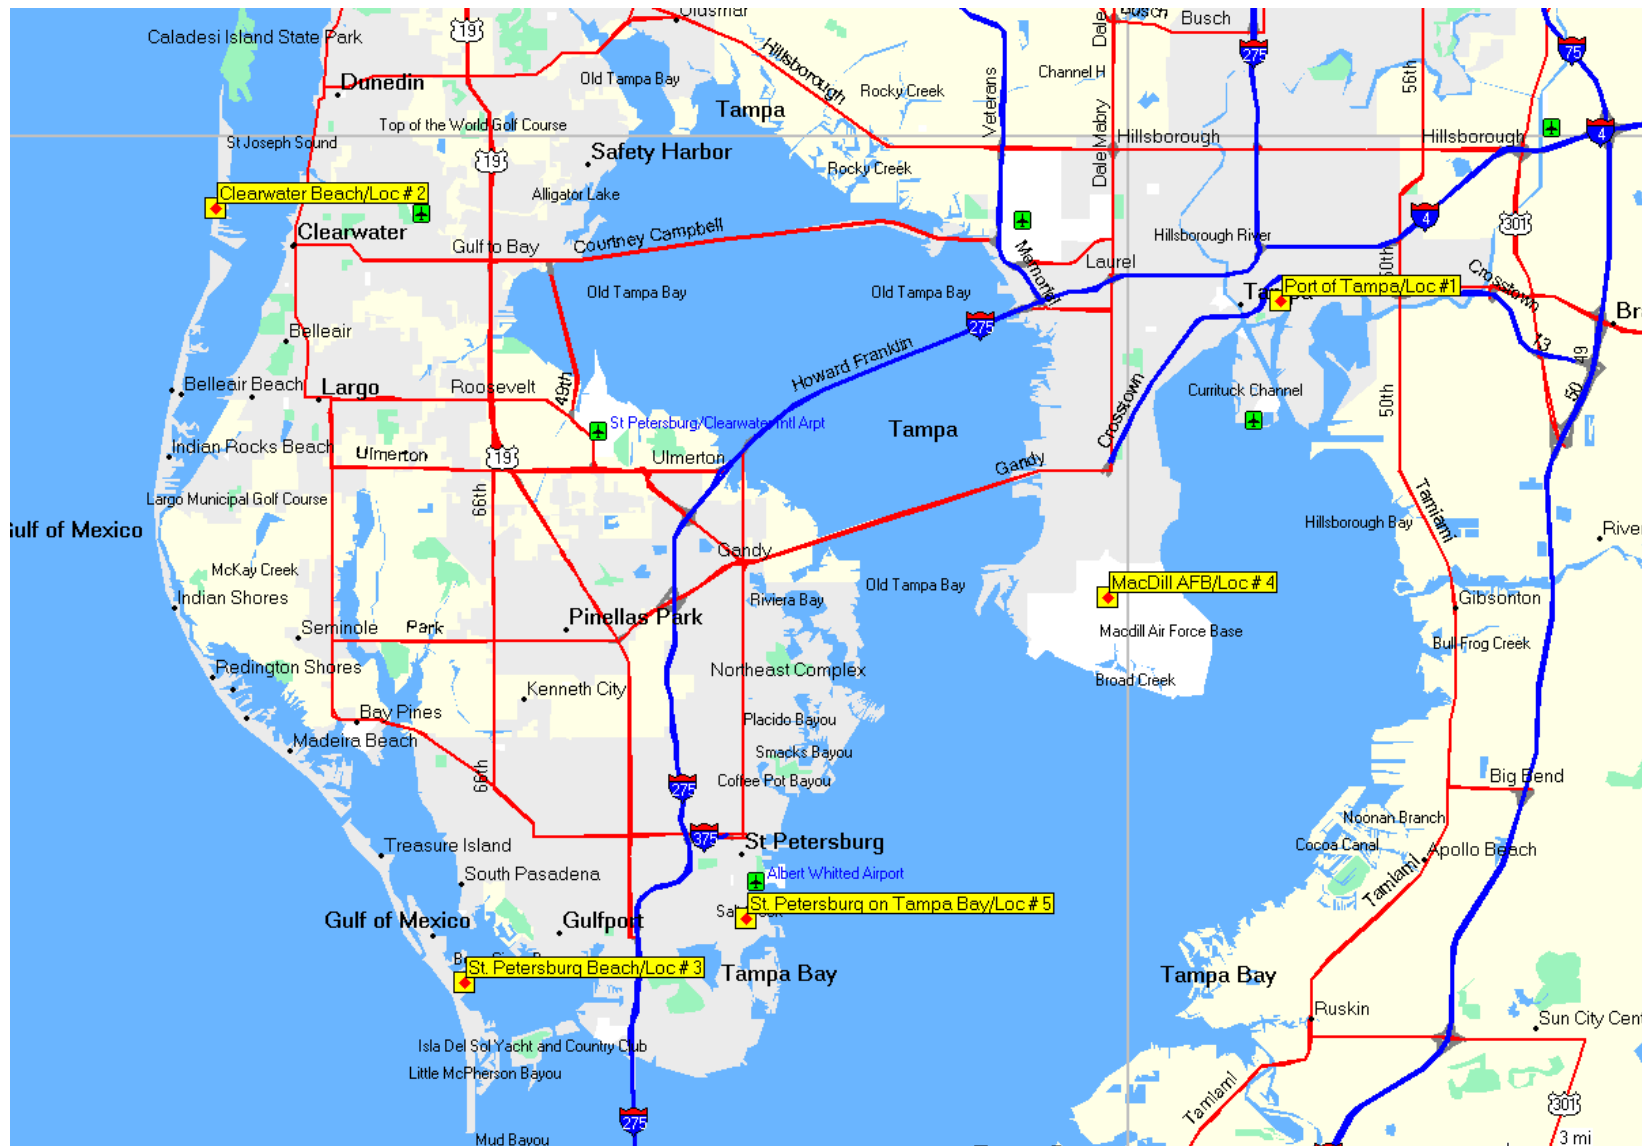 Oldsmar
Busch
Busch
Dale
19
Caladesi Island State Park
275
75
Hillsborough
Old Tampa Bay
Channel H
56th
Dunedin
Rocky Creek
Veterans
Tampa
Top of the World Golf Course
Dale Mabry
Hillsborough
Hillsborough
4
St Joseph Sound
19
Safety Harbor
Rocky Creek
Clearwater Beach/Loc # 2
Alligator Lake
4
301
Clearwater
Gulf to Bay
Courtney Campbell
Hillsborough River
Memorial
Laurel
50th
Crosstown
Old Tampa Bay
Old Tampa Bay
Tampa
Port of Tampa/Loc #1
Bra
Belleair
275
Howard Franklin
13
49
50
Belleair Beach
Largo
Roosevelt
49th
Currituck Channel
50th
Crosstown
St Petersburg/Clearwater Intl Arpt
Tampa
Indian Rocks Beach
Ulmerton
19
Ulmerton
Gandy
Largo Municipal Golf Course
66th
Tamiami
Gulf of Mexico
Hillsborough Bay
River
Gandy
McKay Creek
Old Tampa Bay
MacDill AFB/Loc # 4
Indian Shores
Riviera Bay
Gibsonton
Seminole
Park
Pinellas Park
Macdill Air Force Base
Bull Frog Creek
Redington Shores
Northeast Complex
Broad Creek
Kenneth City
Bay Pines
Placido Bayou
Madeira Beach
Smacks Bayou
66th
Coffee Pot Bayou
Big Bend
275
Noonan Branch
375
Treasure Island
St Petersburg
Cocoa Canal
Apollo Beach
South Pasadena
Albert Whitted Airport
Tamiami
St. Petersburg on Tampa Bay/Loc # 5
Gulf of Mexico
Gulfport
St. Petersburg Beach/Loc # 3
Tampa Bay
Tampa Bay
Ruskin
Sun City Cent
Isla Del Sol Yacht and Country Club
Little McPherson Bayou
Tamiami
301
275
Mud Bayou
3 mi